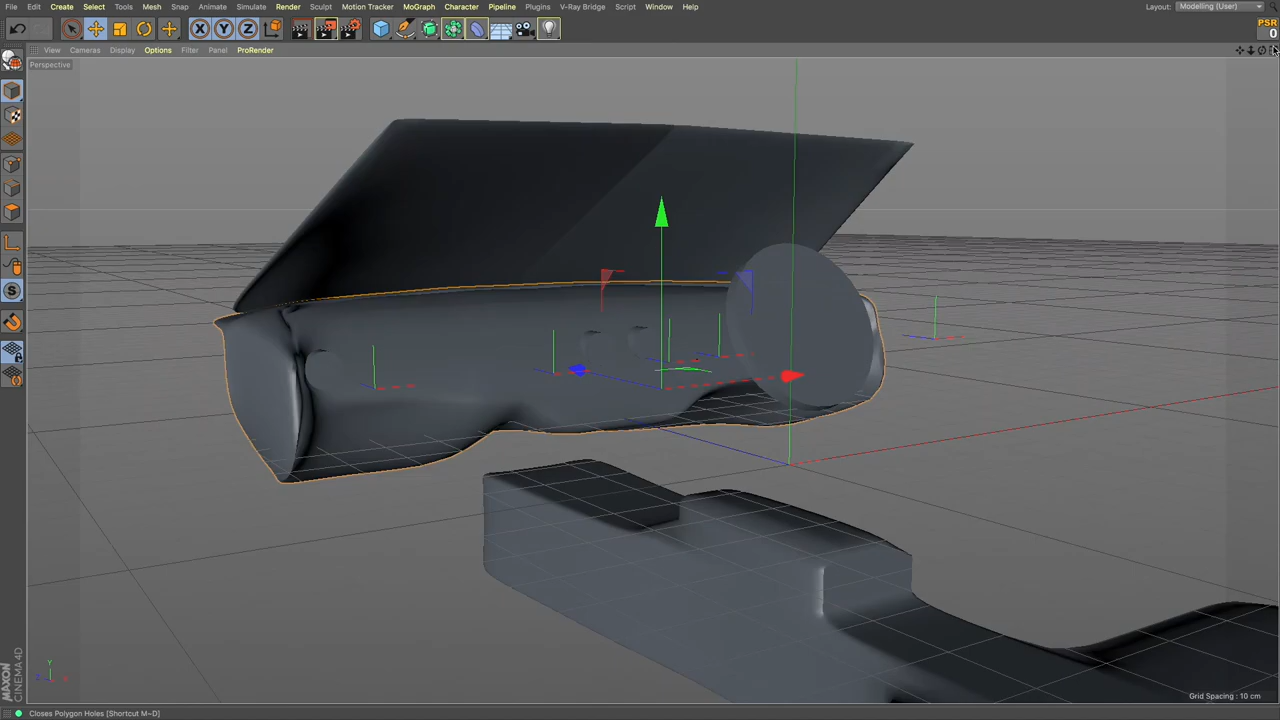 File Edit Create Select Tools Mesh Snap Animate Simulate Render Sculpt Motion Tracker MoGraph Character Pipeline Plugins V-Ray Bridge Script Window Help Layout: Modelling (User)
X Y Z PSR
0
View Cameras Display Options Filter Panel ProRender
Perspective
S
Y
Z X
MAXON
CINEMA4D
Grid Spacing : 10 cm
Closes Polygon Holes [Shortcut M~D]